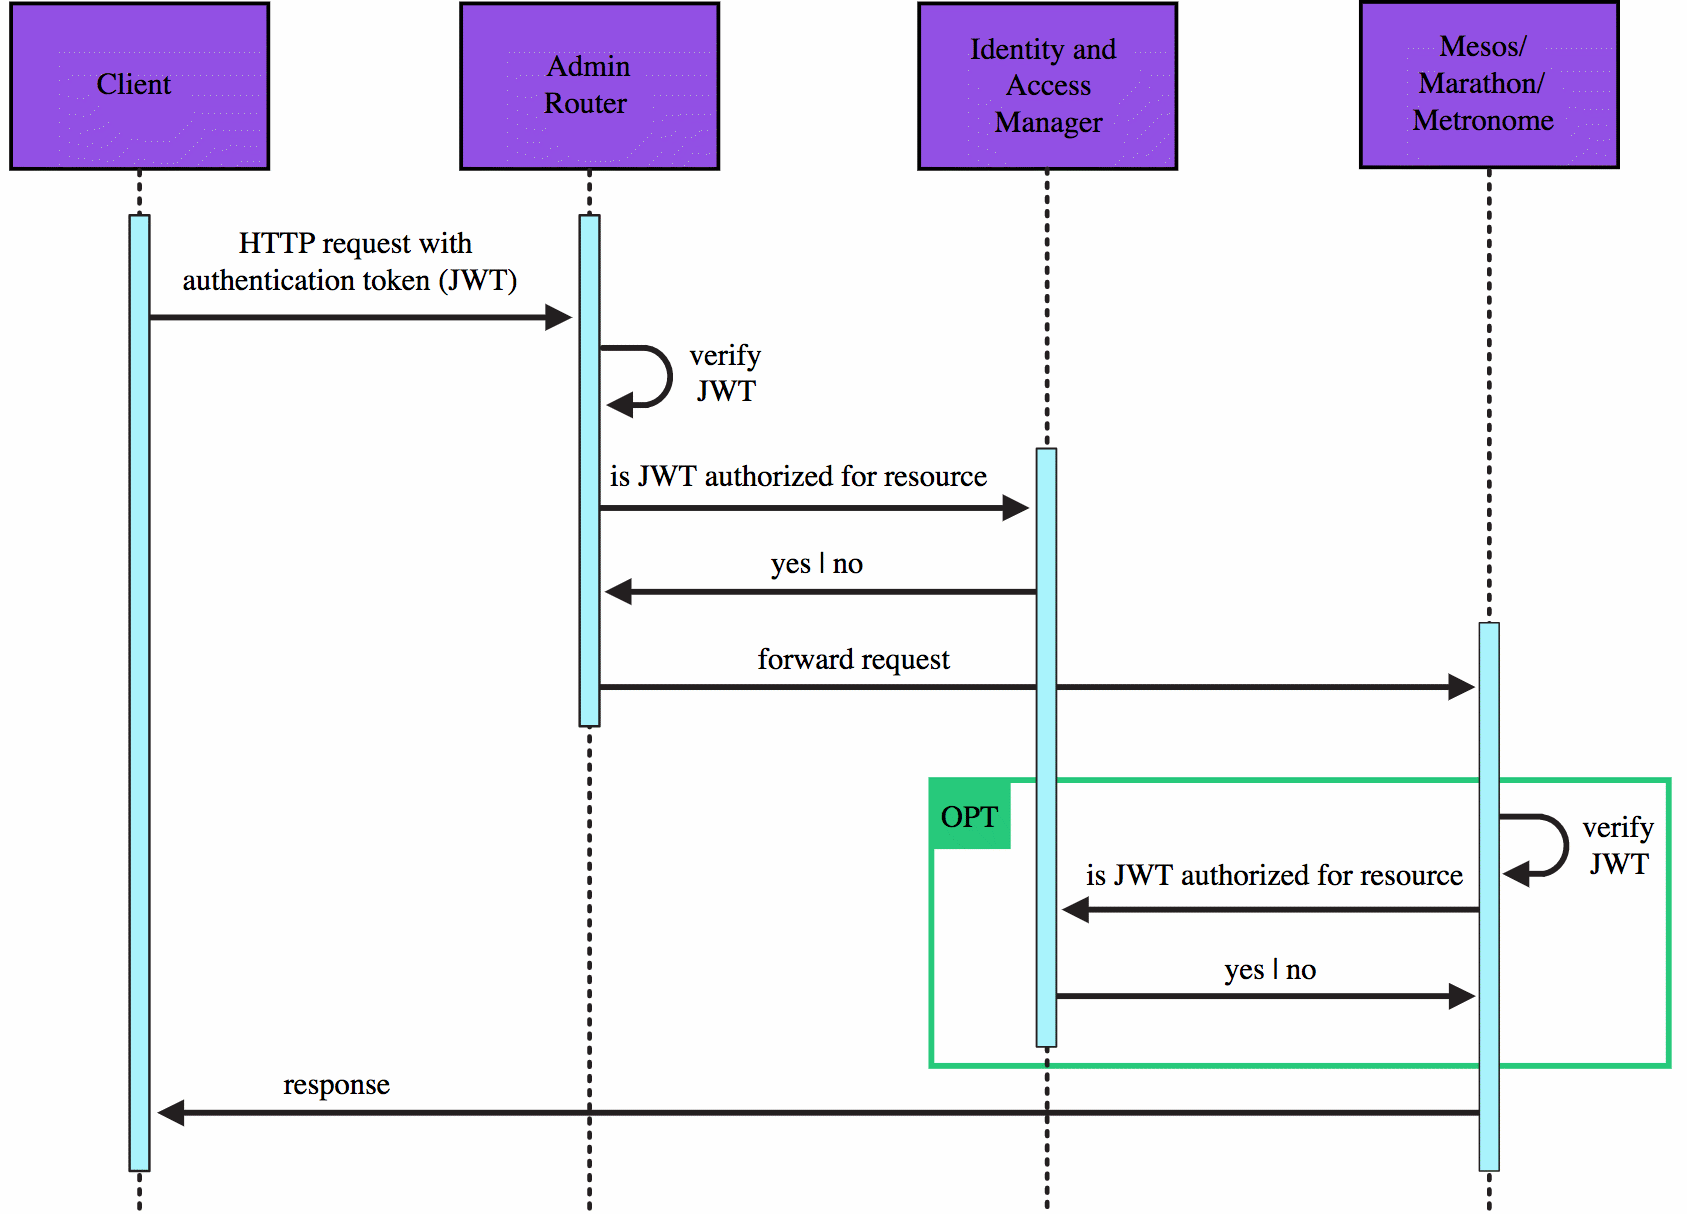 Client
Admin
Router
Identity and
Access
Manager
Mesos/
Marathon/
Metronome
HTTP request with
authentication token (JWT)
verify
JWT
is JWT authorized for resource
yes | no
forward request
OPT
verify
JWT
is JWT authorized for resource
yes | no
response